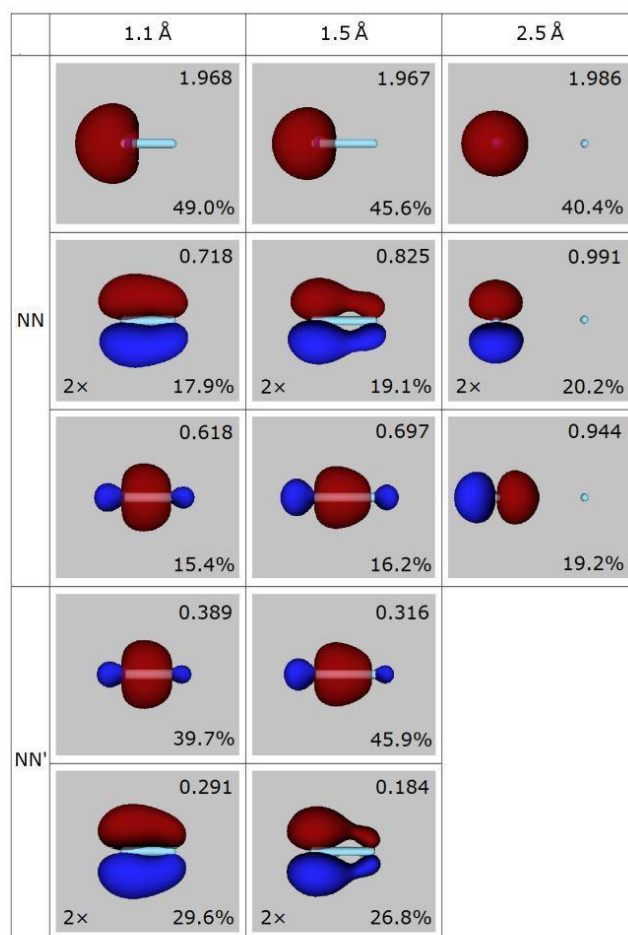 1.1 Å 1.5 Å 2.5 Å
NN
1.968 1.967 1.986
49.0% 45.6% 40.4%
0.718 0.825 0.991
2× 17.9% 2× 19.1% 2× 20.2%
0.618 0.697 0.944
15.4% 16.2% 19.2%
NN'
0.389 0.316
39.7% 45.9%
0.291 0.184
2× 29.6% 2× 26.8%